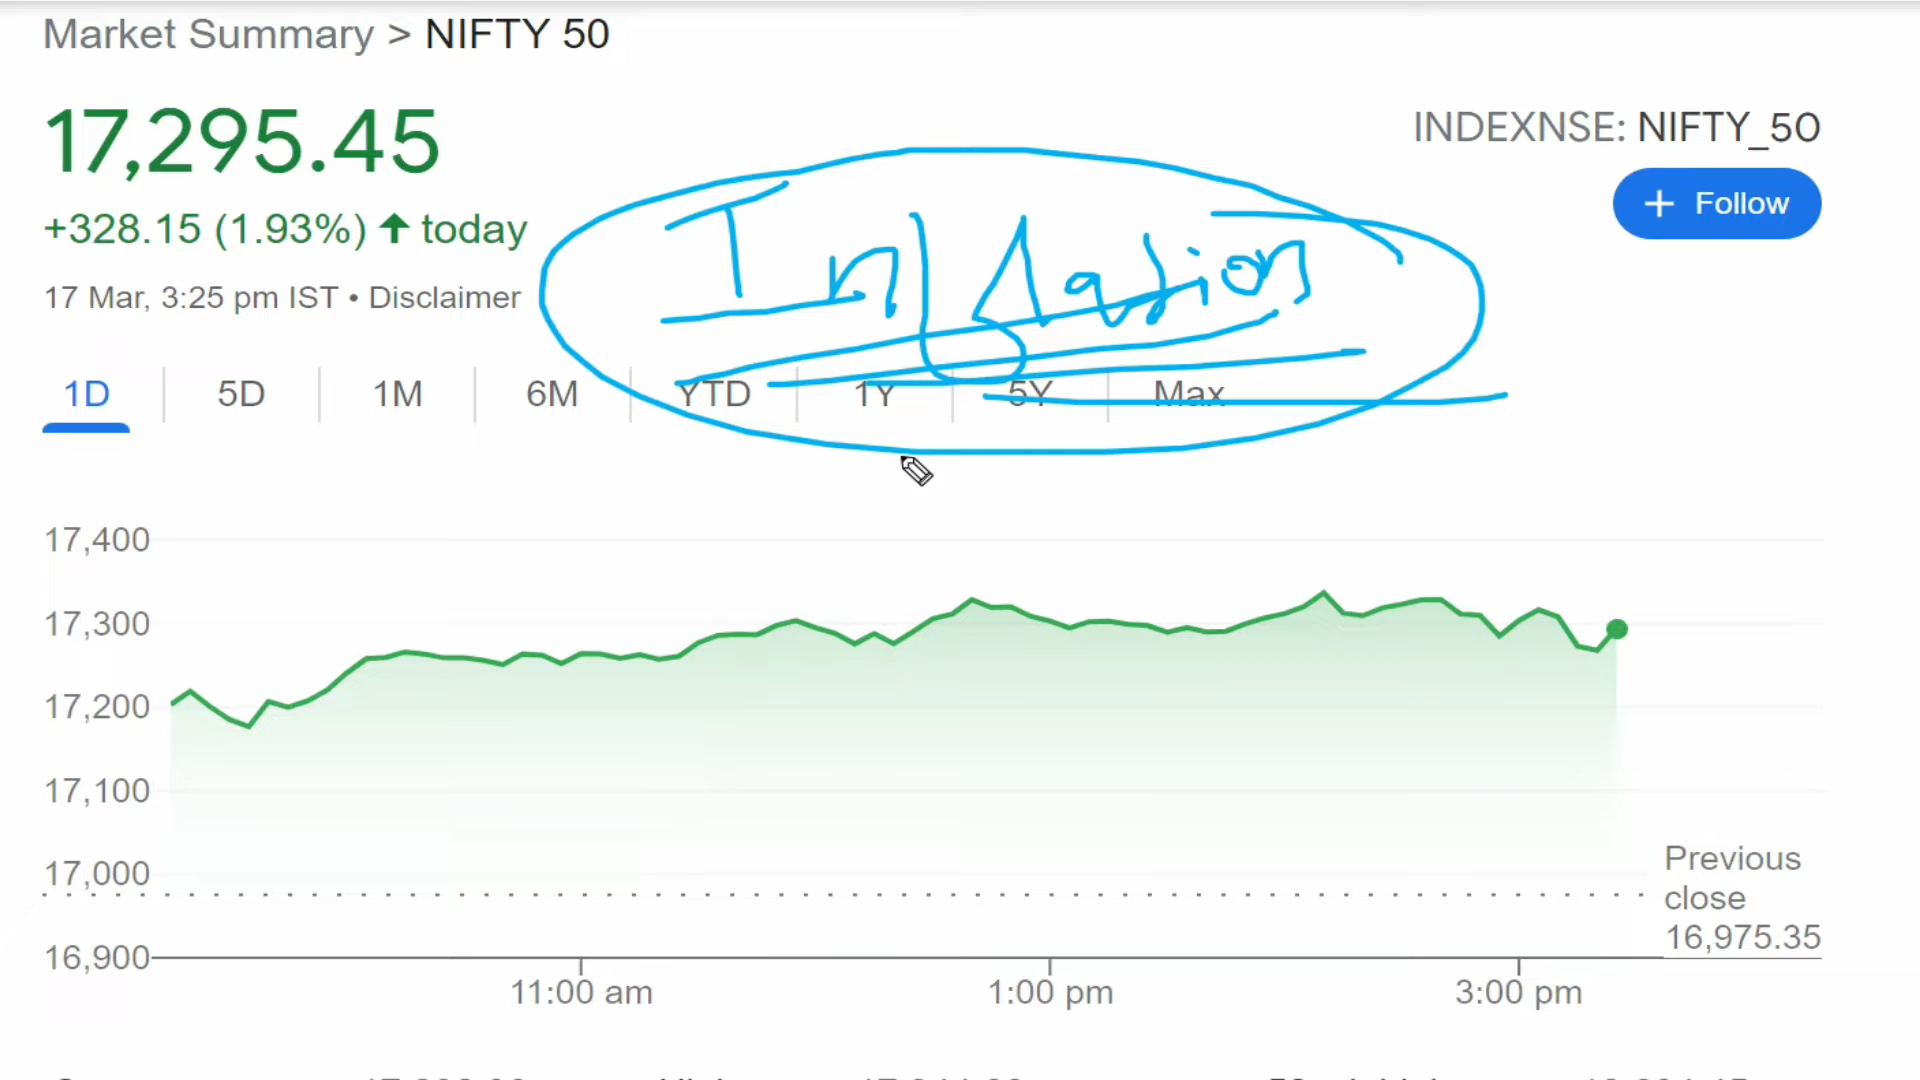 Market Summary > NIFTY 50
17,295.45
INDEXNSE: NIFTY_50
+ Follow
+328.15 (1.93%) ↑ today
17 Mar, 3:25 pm IST • Disclaimer
Inflation
1D 5D 1M 6M YTD 1Y 5Y Max
17,400
17,300
17,200
17,100
17,000
16,900
Previous
close
16,975.35
11:00 am 1:00 pm 3:00 pm